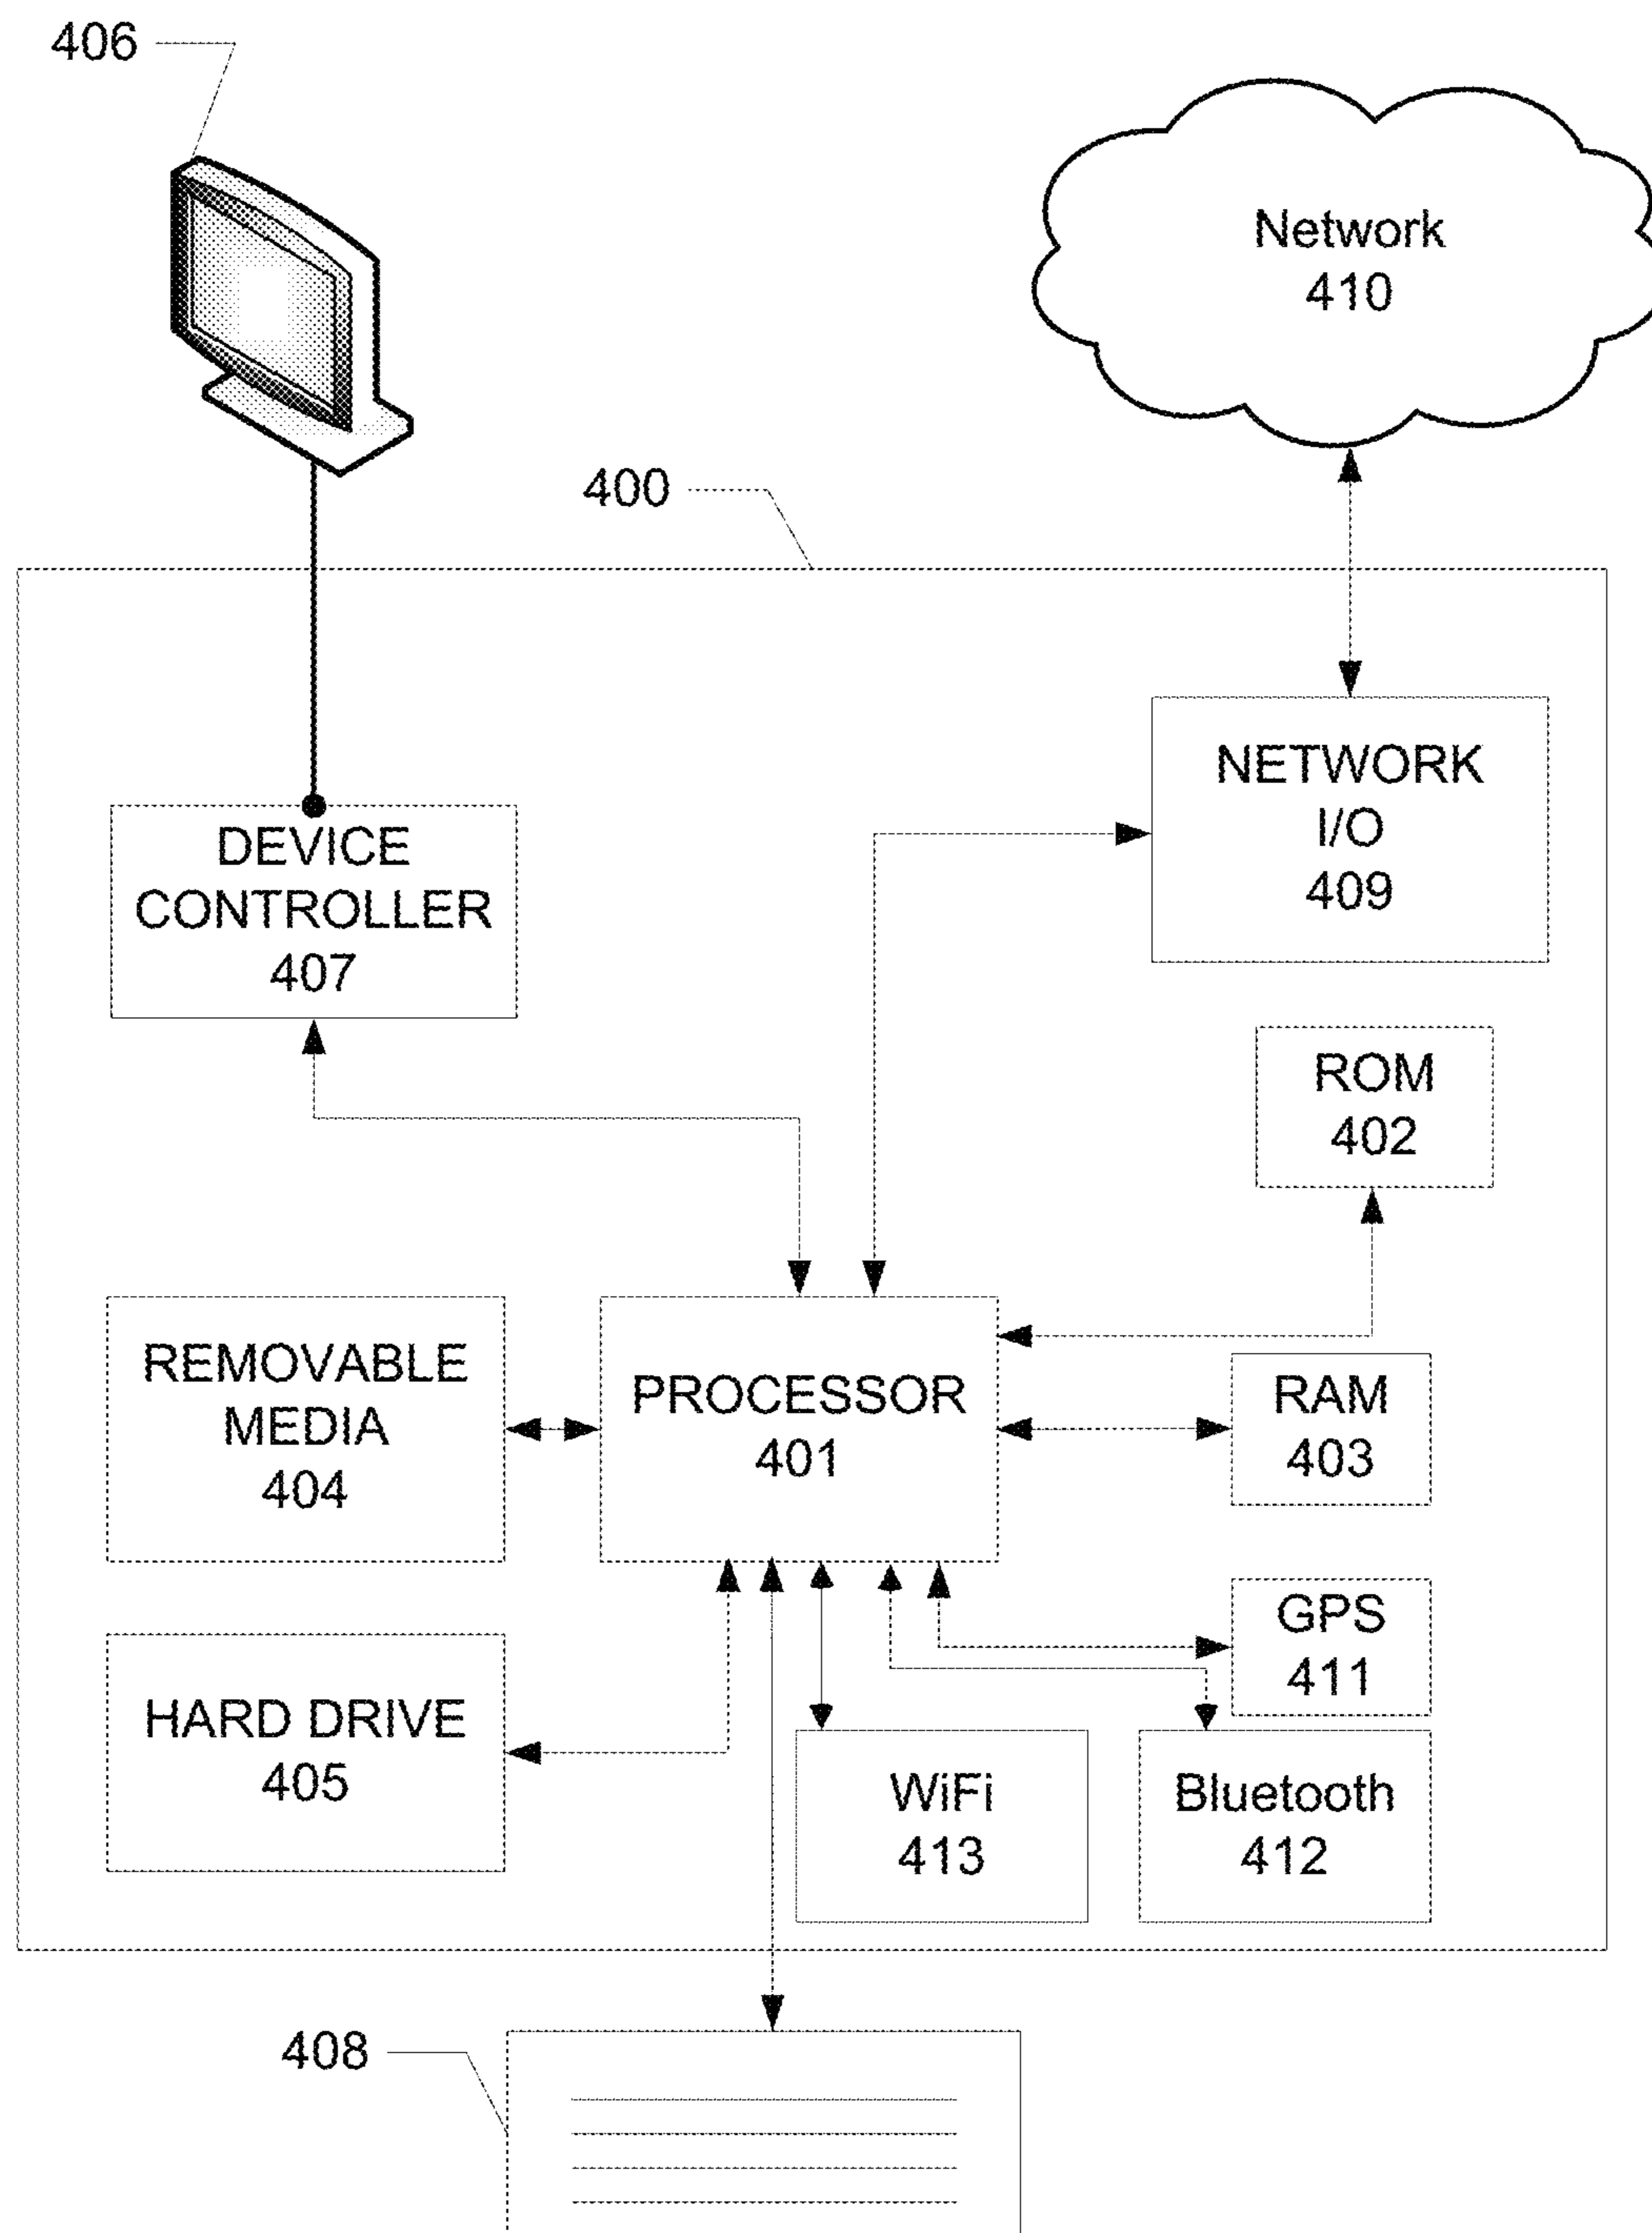 406
Network
410
400
NETWORK
I/O
409
DEVICE
CONTROLLER
407
ROM
402
REMOVABLE
MEDIA
404
PROCESSOR
401
RAM
403
GPS
411
HARD DRIVE
405
WiFi
413
Bluetooth
412
408